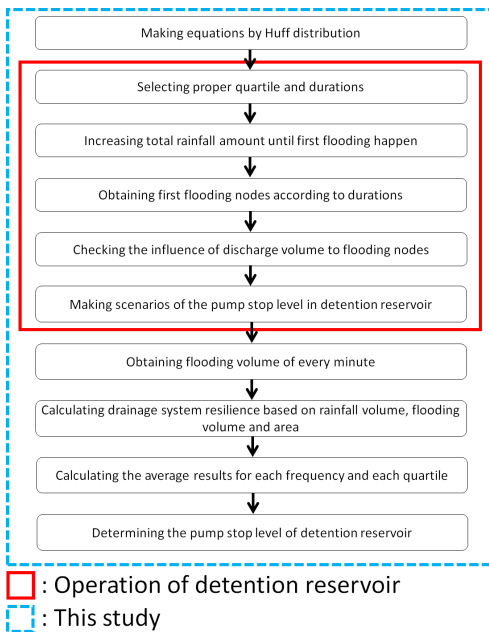 Making equations by Huff distribution
Selecting proper quartile and durations
Increasing total rainfall amount until first flooding happen
Obtaining first flooding nodes according to durations
Checking the influence of discharge volume to flooding nodes
Making scenarios of the pump stop level in detention reservoir
Obtaining flooding volume of every minute
Calculating drainage system resilience based on rainfall volume, flooding
volume and area
Calculating the average results for each frequency and each quartile
Determining the pump stop level of detention reservoir
: Operation of detention reservoir
: This study